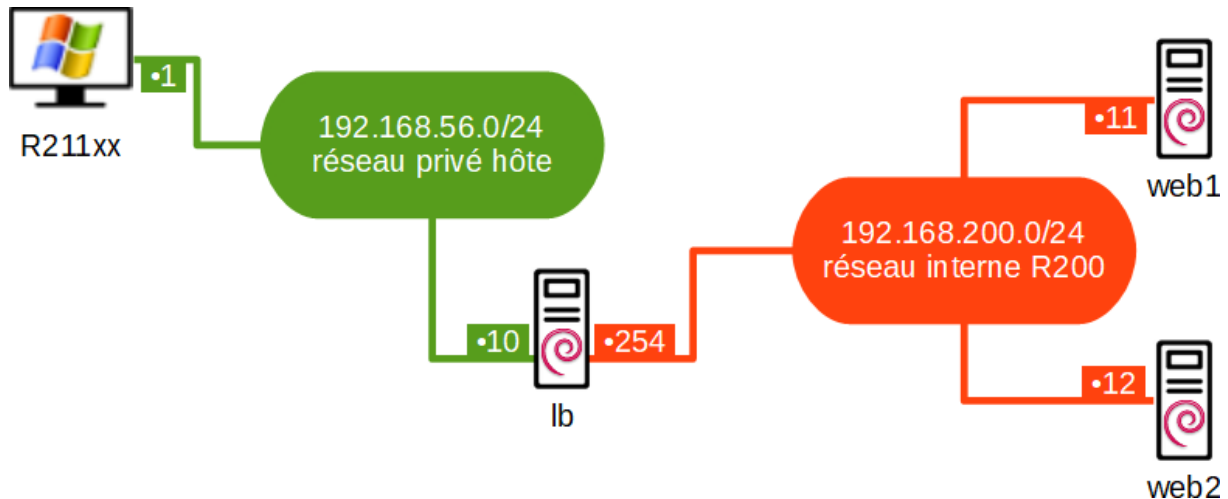 •1
R211xx
192.168.56.0/24
réseau privé hôte
•11
web1
192.168.200.0/24
réseau interne R200
•10
•254
lb
•12
web2